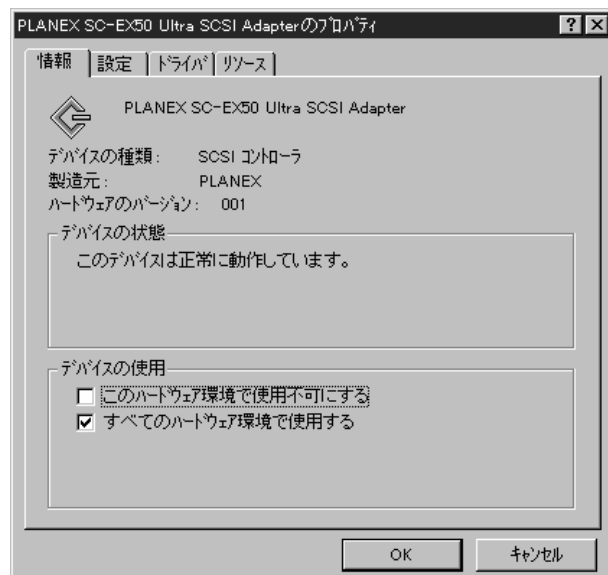 PLANEX SC-EX50 Ultra SCSI Adapterのﾌﾟﾛﾊﾟﾃｨ
情報 設定 ﾄﾞﾗｲﾊﾞ ﾘｿｰｽ
PLANEX SC-EX50 Ultra SCSI Adapter
ﾃﾞﾊﾞｲｽの種類: SCSI ｺﾝﾄﾛｰﾗ
製造元: PLANEX
ﾊｰﾄﾞｳｪｱのﾊﾞｰｼﾞｮﾝ: 001
ﾃﾞﾊﾞｲｽの状態
このﾃﾞﾊﾞｲｽは正常に動作しています。
ﾃﾞﾊﾞｲｽの使用
このﾊｰﾄﾞｳｪｱ環境で使用不可にする
すべてのﾊｰﾄﾞｳｪｱ環境で使用する
OK ｷｬﾝｾﾙ